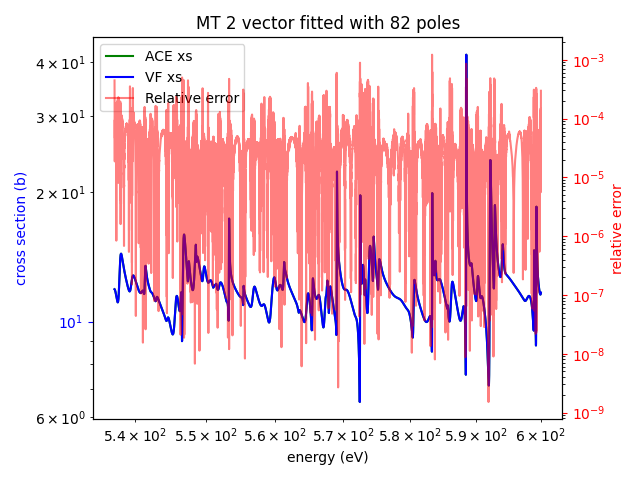 MT 2 vector fitted with 82 poles
ACE xs
VF xs
Relative error
cross section (b)
4 × 10¹
3 × 10¹
2 × 10¹
10¹
6 × 10⁰
10⁻³
10⁻⁴
10⁻⁵
10⁻⁶
10⁻⁷
10⁻⁸
10⁻⁹
relative error
5.4 × 10² 5.5 × 10² 5.6 × 10² 5.7 × 10² 5.8 × 10² 5.9 × 10² 6 × 10²
energy (eV)